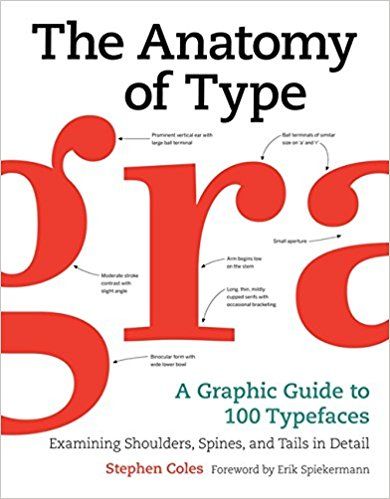 The Anatomy
of Type
Prominent vertical ear with
large ball terminal
Ball terminals of similar
size on 'a' and 'r'
gra
Small aperture
Moderate stroke
contrast with
slight angle
Arm begins low
on the stem
Long, thin, mildly
cupped serifs with
occasional bracketing
Binocular form with
wide lower bowl
A Graphic Guide to
100 Typefaces
Examining Shoulders, Spines, and Tails in Detail
Stephen Coles Foreword by Erik Spiekermann